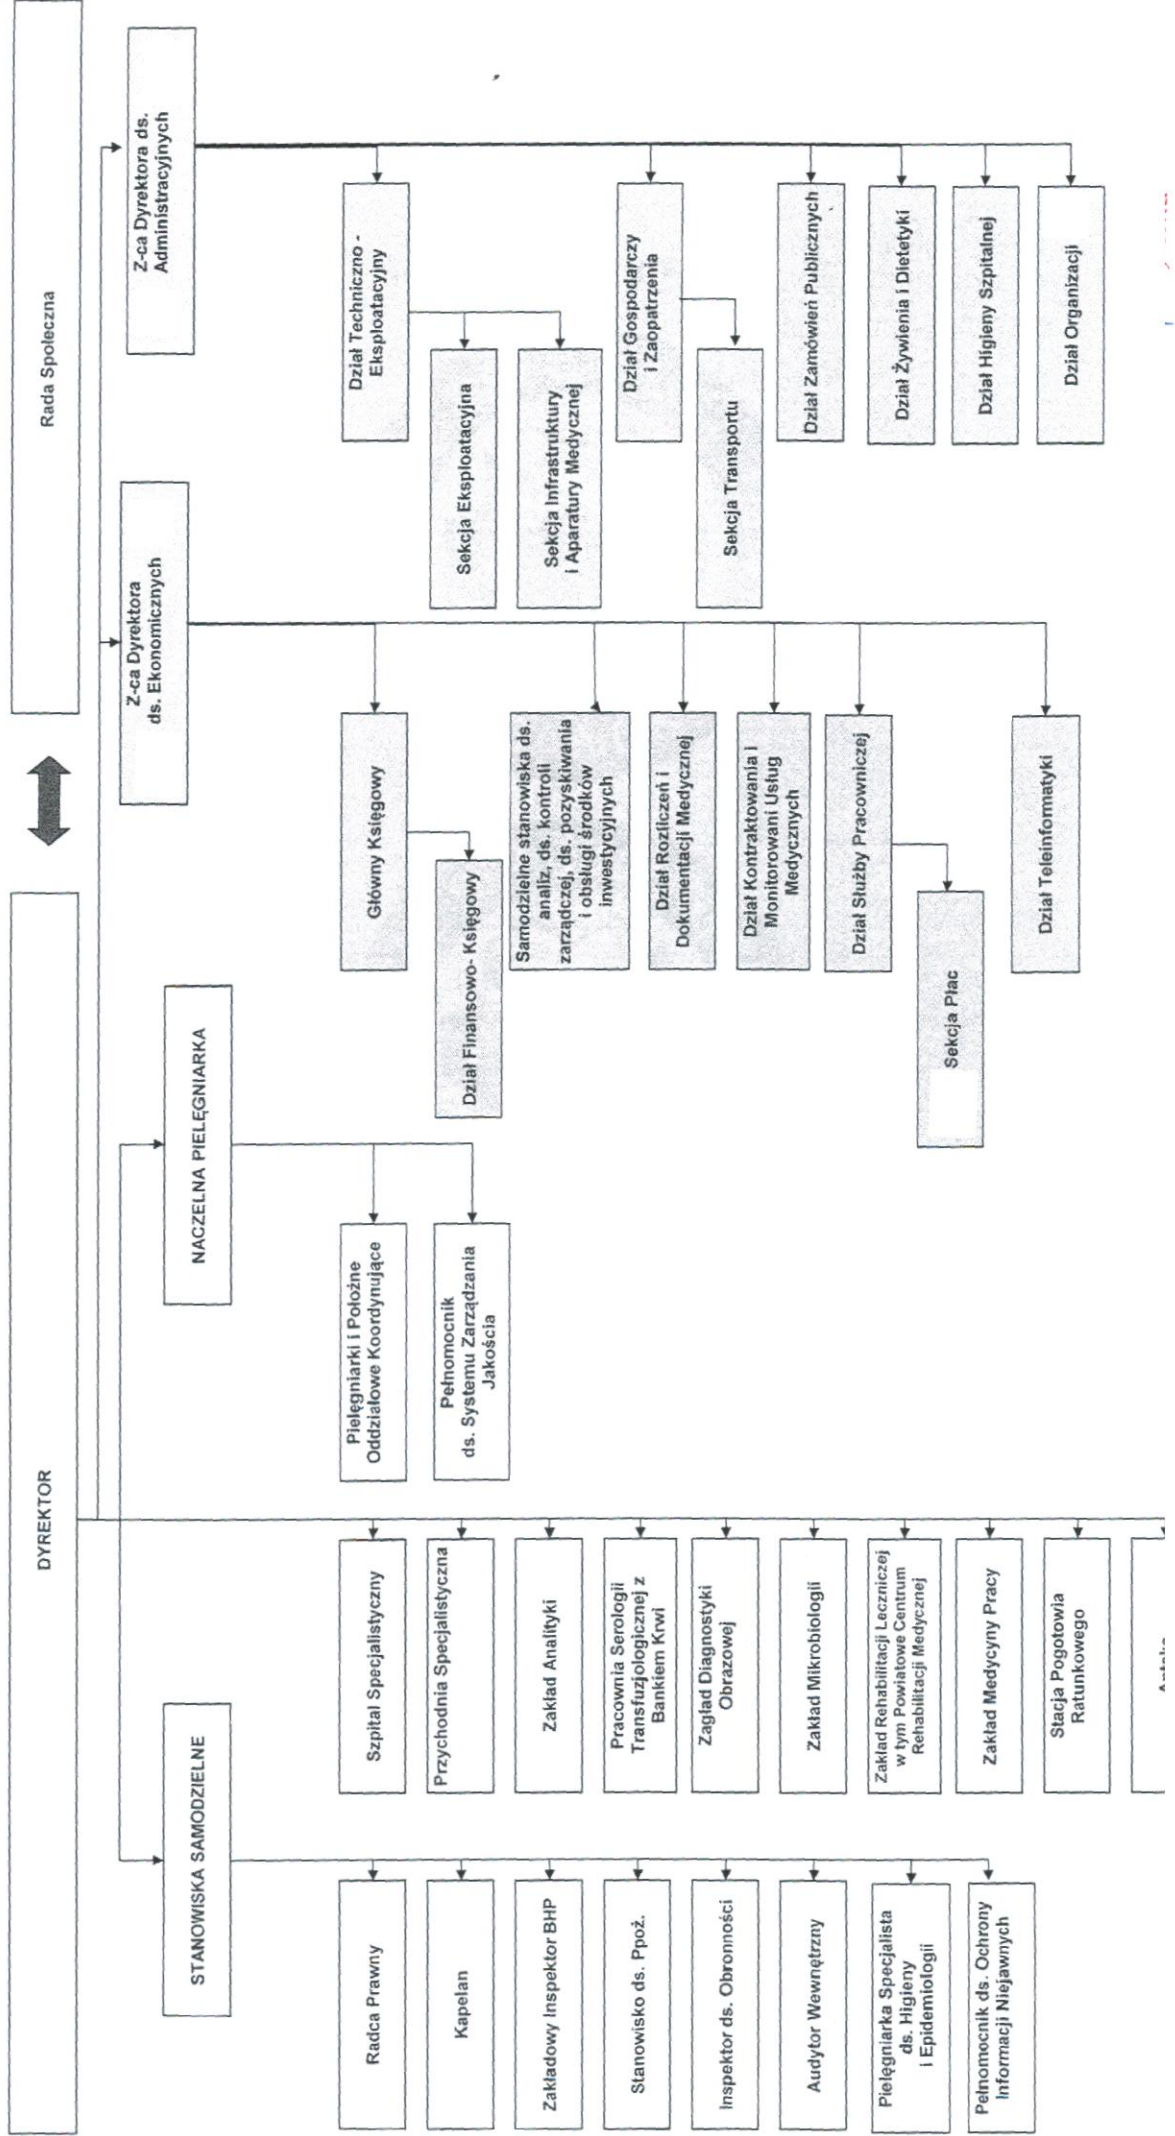 DYREKTOR
Rada Społeczna
STANOWISKA SAMODZIELNE
NACZELNA PIELĘGNIARKA
Z-ca Dyrektora
ds. Ekonomicznych
Z-ca Dyrektora ds.
Administracyjnych
Radca Prawny
Kapelan
Zakładowy Inspektor BHP
Stanowisko ds. Ppoż.
Inspektor ds. Obronności
Audytor Wewnętrzny
Pielęgniarka Specjalista
ds. Higieny
i Epidemiologii
Pełnomocnik ds. Ochrony
Informacji Niejawnych
Szpital Specjalistyczny
Przychodnia Specjalistyczna
Zakład Analityki
Pracownia Serologii
Transfuzjologicznej z
Bankiem Krwi
Zagład Diagnostyki
Obrazowej
Zakład Mikrobiologii
Zakład Rehabilitacji Leczniczej
w tym Powiatowe Centrum
Rehabilitacji Medycznej
Zakład Medycyny Pracy
Stacja Pogotowia
Ratunkowego
Pielęgniarki i Położne
Oddziałowe Koordynujące
Pełnomocnik
ds. Systemu Zarządzania
Jakościa
Główny Księgowy
Dział Finansowo- Księgowy
Samodzielne stanowiska ds.
analiz, ds. kontroli
zarządczej, ds. pozyskiwania
i obsługi środków
inwestycyjnych
Dział Rozliczeń i
Dokumentacji Medycznej
Dział Kontraktowania i
Monitorowani Usług
Medycznych
Dział Służby Pracowniczej
Sekcja Płac
Dział Teleinformatyki
Dział Techniczno -
Eksploatacyjny
Sekcja Eksploatacyjna
Sekcja Infrastruktury
i Aparatury Medycznej
Dział Gospodarczy
i Zaopatrzenia
Sekcja Transportu
Dział Zamówień Publicznych
Dział Żywienia i Dietetyki
Dział Higieny Szpitalnej
Dział Organizacji